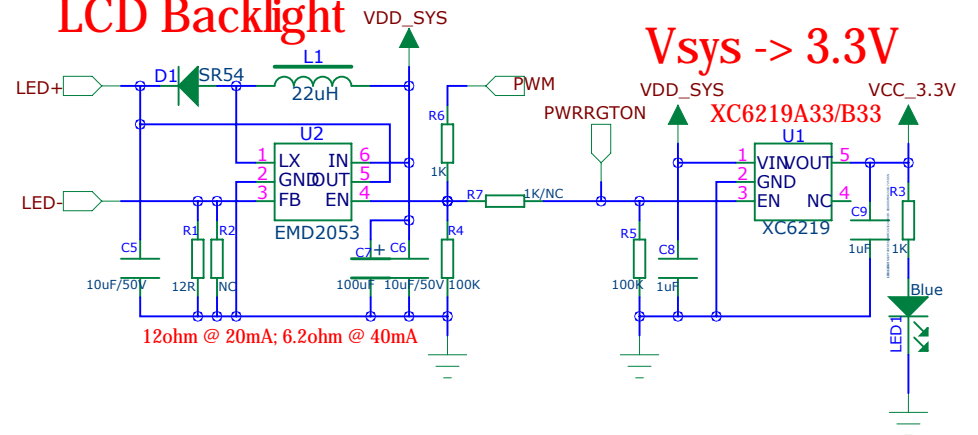 LCD Backlight
VDD_SYS
Vsys -> 3.3V
D1
SR54
L1
22uH
LED+
PWM
VDD_SYS
VCC_3.3V
PWRRGTON
XC6219A33/B33
R6
1K
U2
1 LX IN 6
2 GND OUT 5
3 FB EN 4
EMD2053
U1
1 VIN VOUT 5
2 GND
3 EN NC 4
XC6219
LED-
R7
1K/NC
R1
12R
R2
NC
C5
10uF/50V
C7
+
100uF
C6
10uF/50V
R4
100K
R5
100K
C8
1uF
C9
1uF
R3
1K
Blue
LED1
12ohm @ 20mA; 6.2ohm @ 40mA